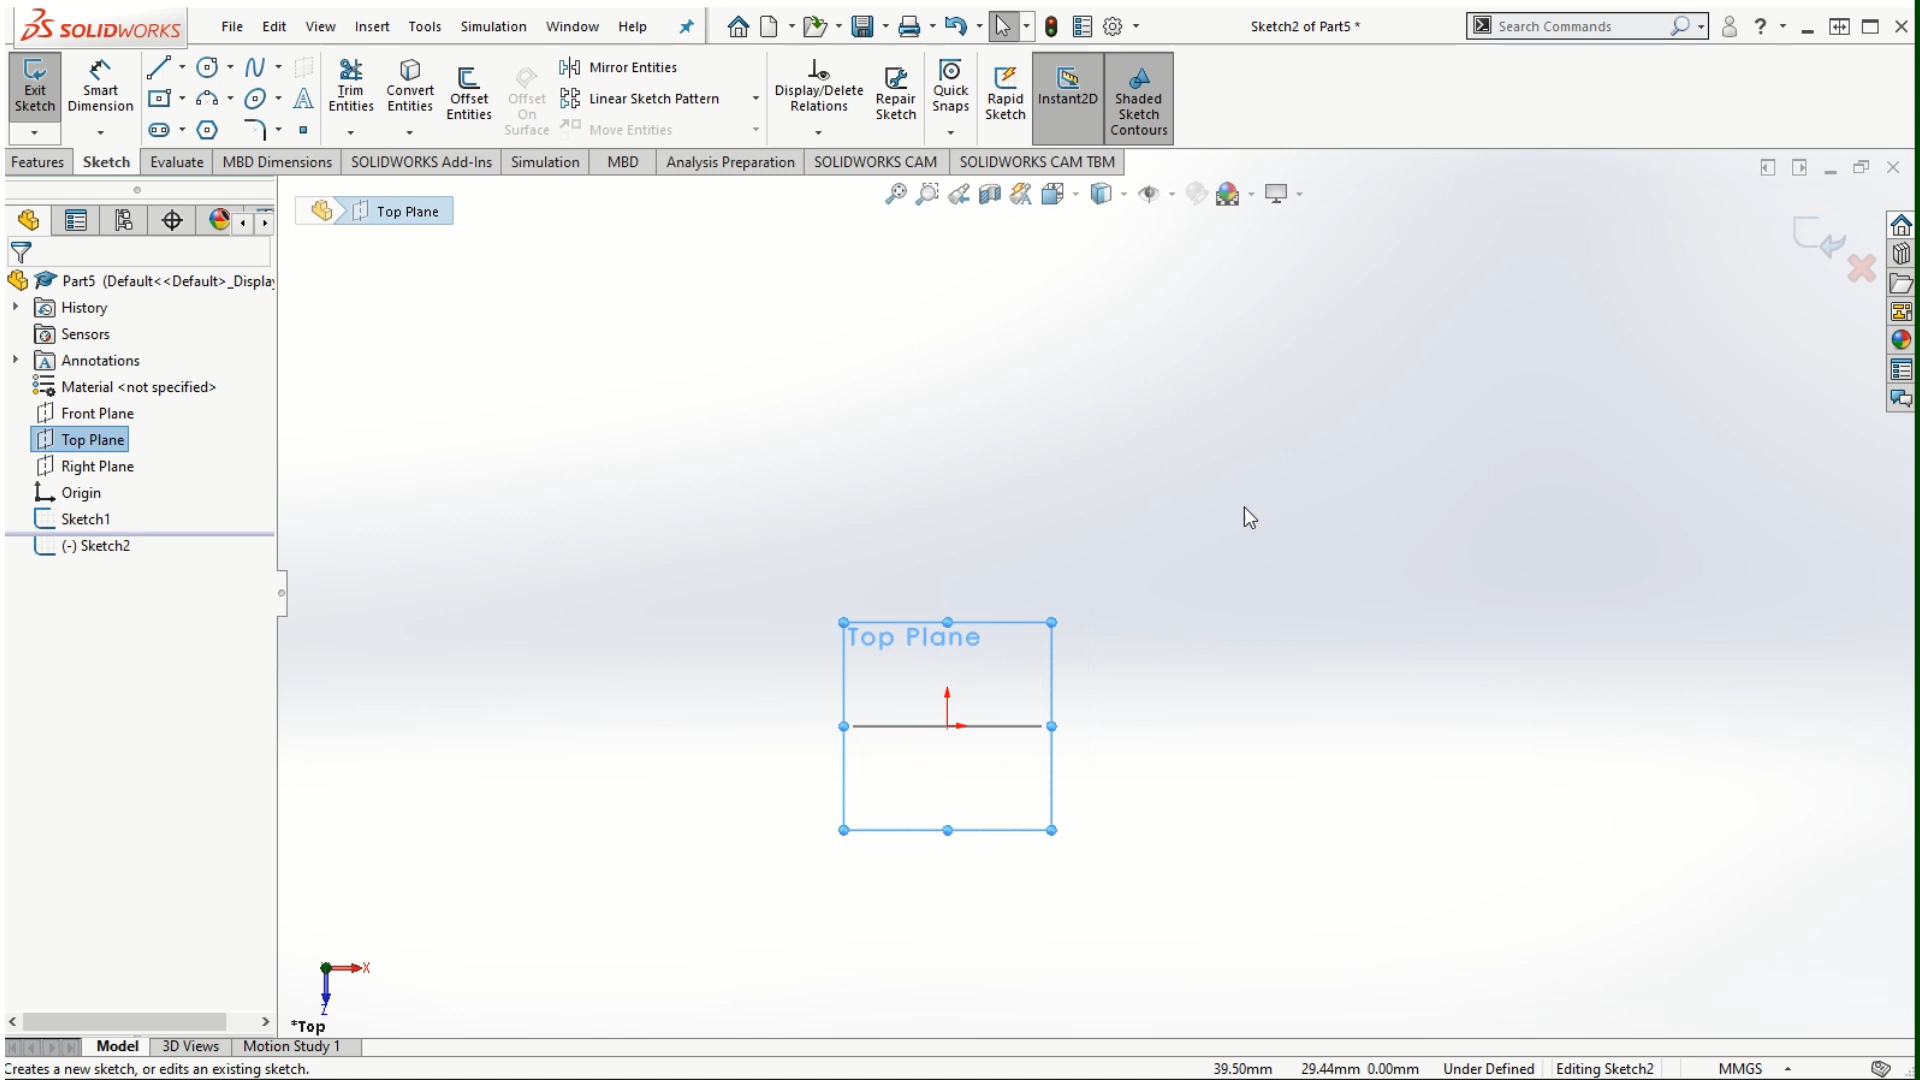 SOLIDWORKS
File Edit View Insert Tools Simulation Window Help
Sketch2 of Part5 *
Search Commands
Exit Sketch
Smart Dimension
Trim Entities
Convert Entities
Offset Entities
Offset On Surface
Mirror Entities
Linear Sketch Pattern
Move Entities
Display/Delete Relations
Repair Sketch
Quick Snaps
Rapid Sketch
Instant2D
Shaded Sketch Contours
Features Sketch Evaluate MBD Dimensions SOLIDWORKS Add-Ins Simulation MBD Analysis Preparation SOLIDWORKS CAM SOLIDWORKS CAM TBM
Top Plane
Part5 (Default<<Default>_Display
History
Sensors
Annotations
Material <not specified>
Front Plane
Top Plane
Right Plane
Origin
Sketch1
(-) Sketch2
Top Plane
X
Z
*Top
Model 3D Views Motion Study 1
Creates a new sketch, or edits an existing sketch.
39.50mm 29.44mm 0.00mm Under Defined Editing Sketch2 MMGS